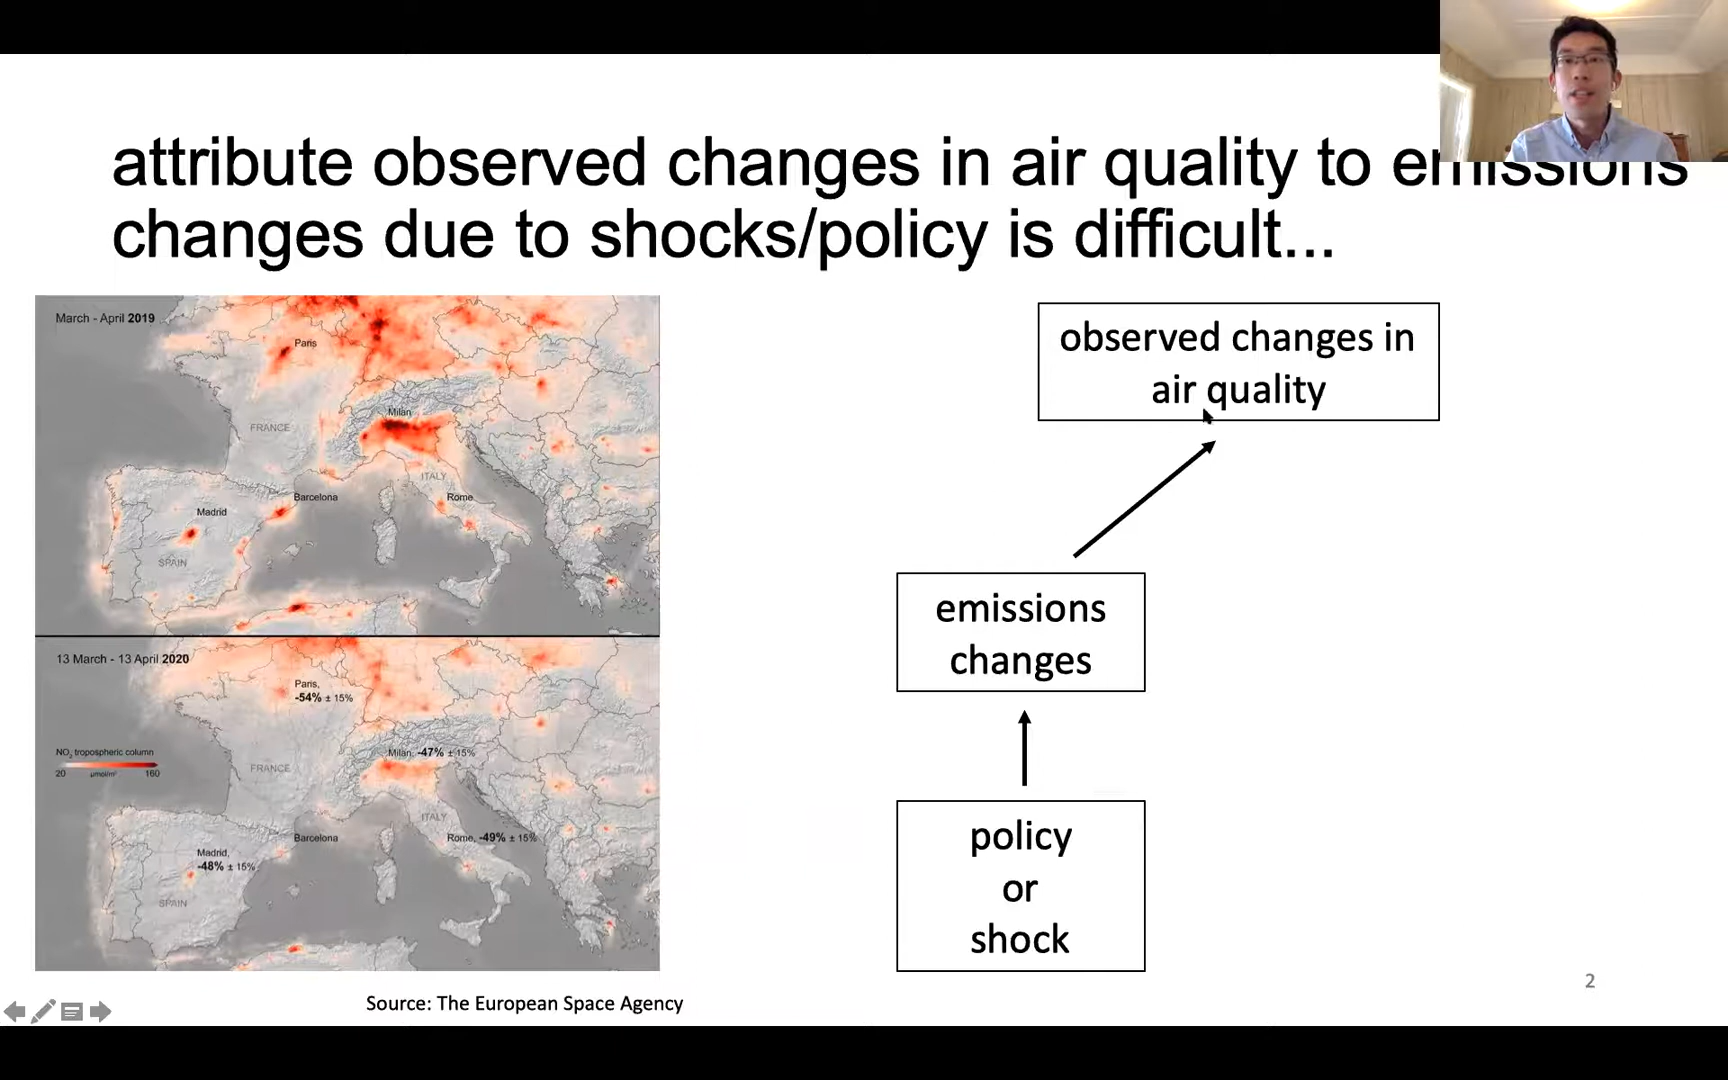 attribute observed changes in air quality to emissions
changes due to shocks/policy is difficult...
March - April 2019
Paris
Milan
FRANCE
ITALY
Barcelona
Rome
Madrid
SPAIN
13 March - 13 April 2020
Paris,
-54% ± 15%
NO₂ tropospheric column
20 µmol/m² 160
Milan, -47% ± 15%
FRANCE
ITALY
Barcelona
Rome, -49% ± 15%
Madrid,
-48% ± 15%
SPAIN
Source: The European Space Agency
observed changes in
air quality
emissions
changes
policy
or
shock
2